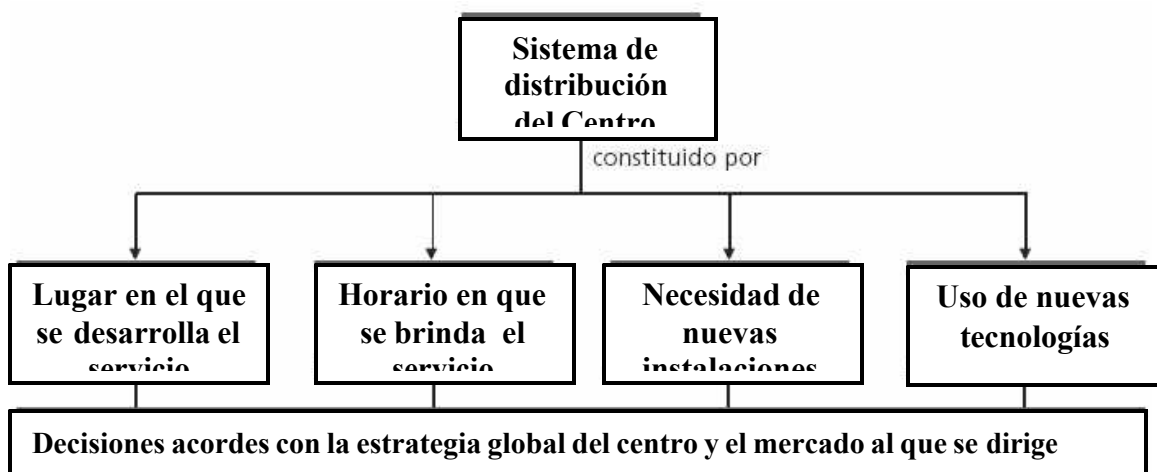 Sistema de
distribución
del Centro
constituido por
Lugar en el que
se desarrolla el
servicio
Horario en que
se brinda el
servicio
Necesidad de
nuevas
instalaciones
Uso de nuevas
tecnologías
Decisiones acordes con la estrategia global del centro y el mercado al que se dirige